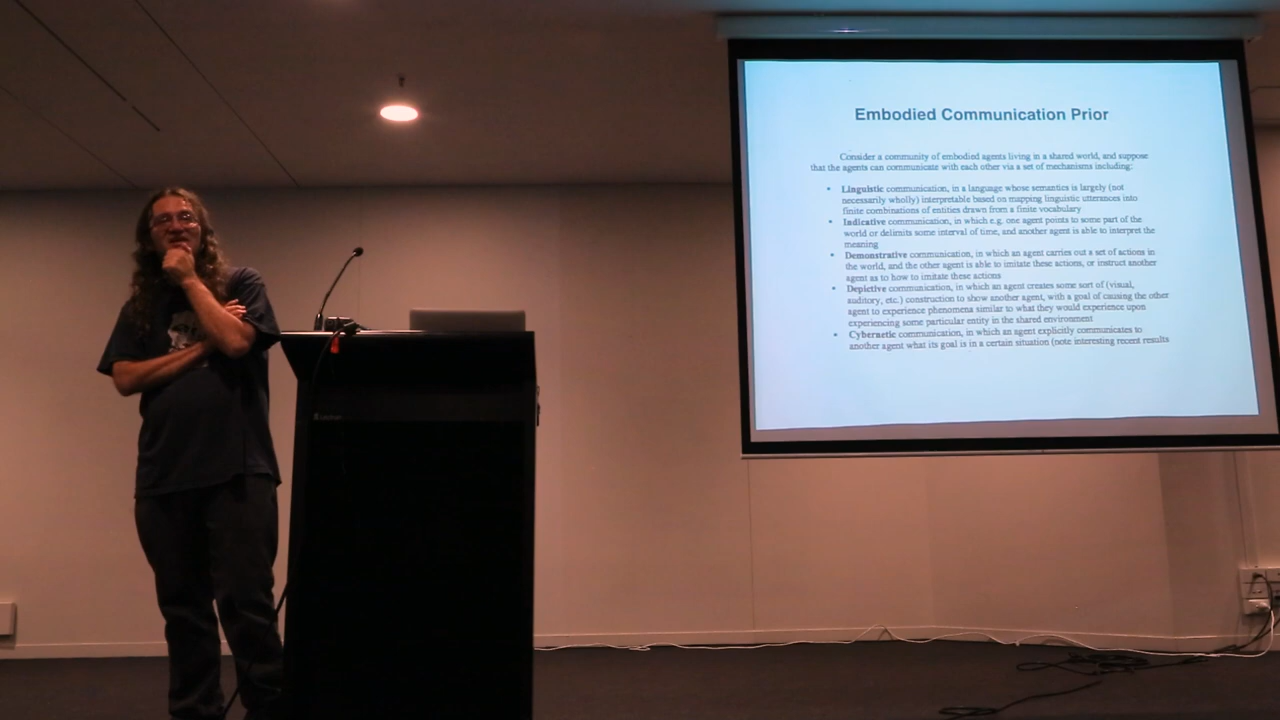 Embodied Communication Prior
Consider a community of embodied agents living in a shared world, and suppose
that the agents can communicate with each other via a set of mechanisms including:
• Linguistic communication, in a language whose semantics is largely (not
necessarily wholly) interpretable based on mapping linguistic utterances into
finite combinations of entities drawn from a finite vocabulary
• Indicative communication, in which e.g. one agent points to some part of the
world or delimits some interval of time, and another agent is able to interpret the
meaning
• Demonstrative communication, in which an agent carries out a set of actions in
the world, and the other agent is able to imitate these actions, or instruct another
agent as to how to imitate these actions
• Depictive communication, in which an agent creates some sort of (visual,
auditory, etc.) construction to show another agent, with a goal of causing the other
agent to experience phenomena similar to what they would experience upon
experiencing some particular entity in the shared environment
• Cybernetic communication, in which an agent explicitly communicates to
another agent what its goal is in a certain situation (note interesting recent results